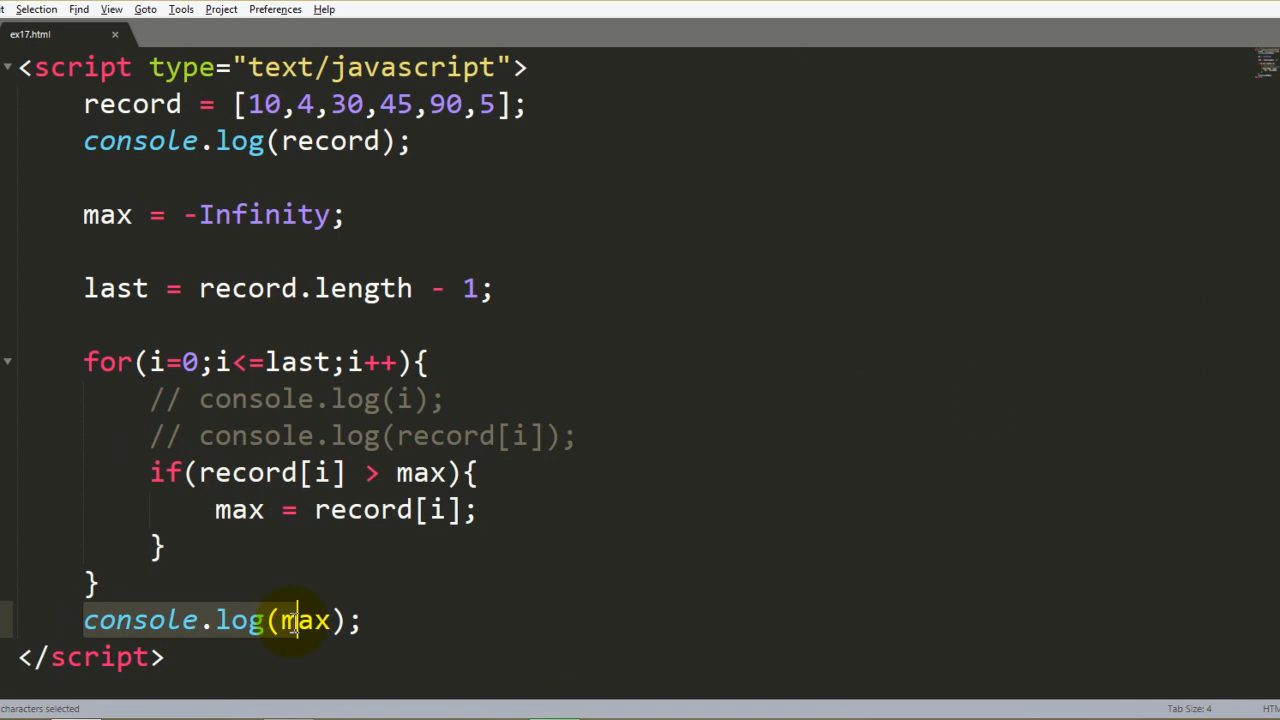 Selection Find View Goto Tools Project Preferences Help
ex17.html ×
<script type="text/javascript">
    record = [10,4,30,45,90,5];
    console.log(record);
    max = -Infinity;
    last = record.length - 1;
    for(i=0;i<=last;i++){
        // console.log(i);
        // console.log(record[i]);
        if(record[i] > max){
            max = record[i];
        }
    }
    console.log(max);
</script>
characters selected Tab Size: 4